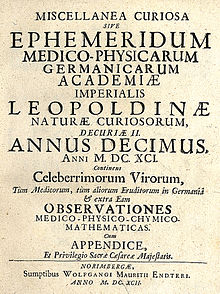 MISCELLANEA CURIOSA
SIVE
EPHEMERIDUM
MEDICO-PHYSICARUM
GERMANICARUM
ACADEMIÆ
IMPERIALIS
LEOPOLDINÆ
NATURÆ CURIOSORUM,
DECURIÆ II.
ANNUS DECIMUS,
ANNI M. DC. XCI.
Continens
Celeberrimorum Virorum,
Tùm Medicorum, tùm aliorum Eruditorum in Germaniâ
& extra Eam
OBSERVATIONES
MEDICO-PHYSICO-CHYMICO-
MATHEMATICAS.
Cum
APPENDICE,
Et Privilegio Sacræ Cæsareæ Majestatis.
NORIMBERGÆ,
Sumptibus WOLFGANGI MAURITII ENDTERI.
ANNO M. DC. XCII.